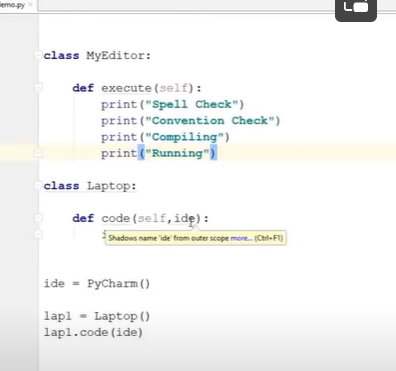 demo.py
class MyEditor:
def execute(self):
print("Spell Check")
print("Convention Check")
print("Compiling")
print("Running")
class Laptop:
def code(self,ide):
Shadows name 'ide' from outer scope more... (Ctrl+F1)
ide = PyCharm()
lap1 = Laptop()
lap1.code(ide)